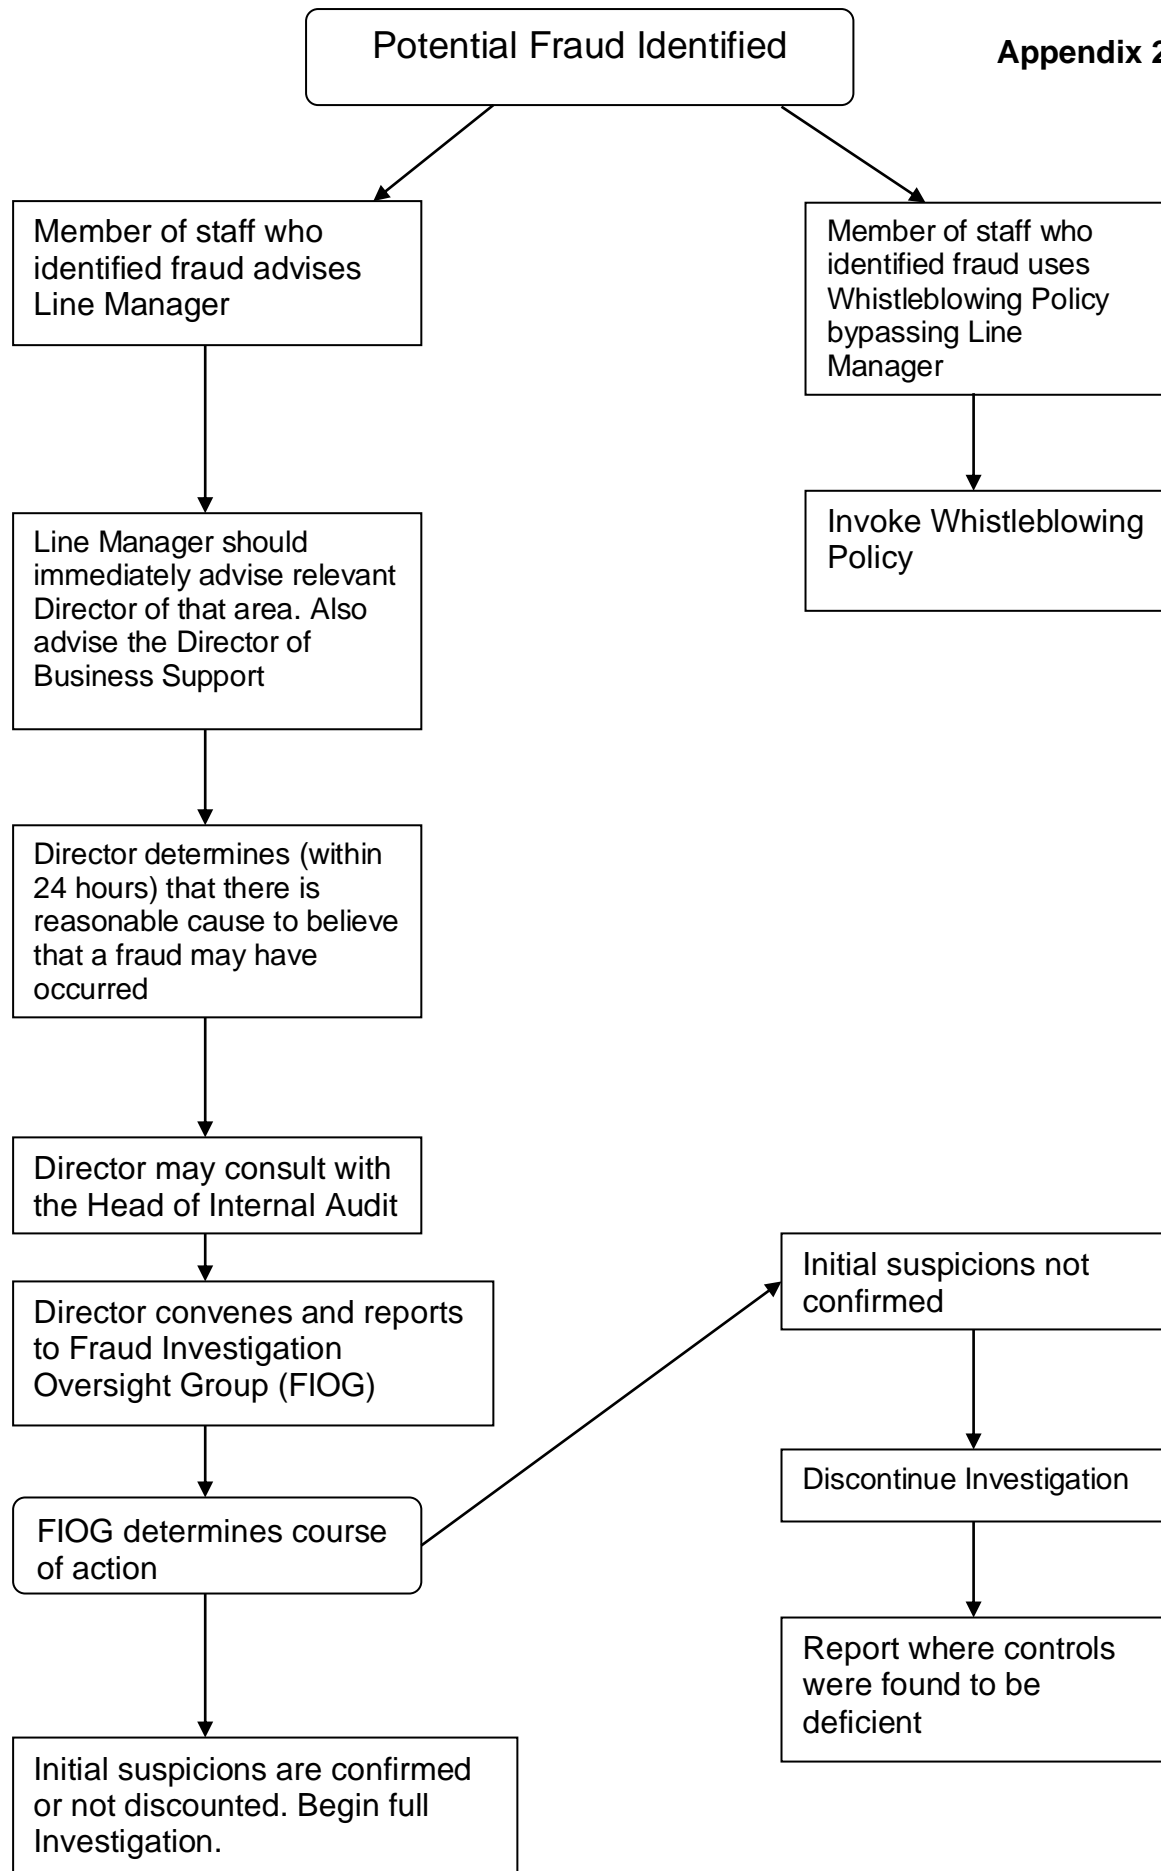 Potential Fraud Identified
Appendix 2
Member of staff who
identified fraud advises
Line Manager
Member of staff who
identified fraud uses
Whistleblowing Policy
bypassing Line
Manager
Line Manager should
immediately advise relevant
Director of that area. Also
advise the Director of
Business Support
Invoke Whistleblowing
Policy
Director determines (within
24 hours) that there is
reasonable cause to believe
that a fraud may have
occurred
Director may consult with
the Head of Internal Audit
Director convenes and reports
to Fraud Investigation
Oversight Group (FIOG)
FIOG determines course
of action
Initial suspicions not
confirmed
Discontinue Investigation
Report where controls
were found to be
deficient
Initial suspicions are confirmed
or not discounted. Begin full
Investigation.